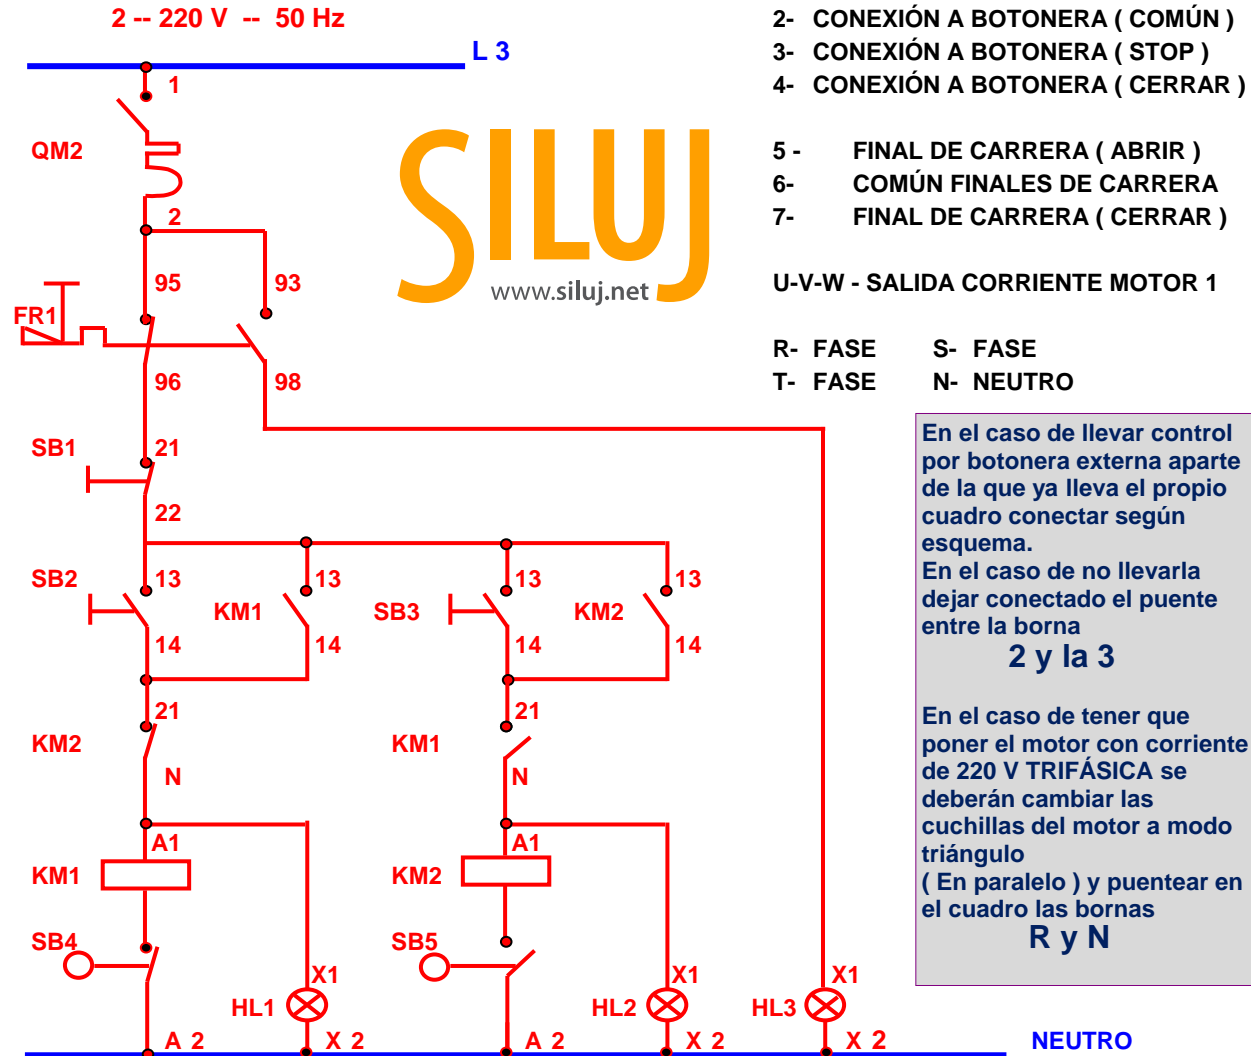 2 -- 220 V -- 50 Hz
L 3
1
QM2
2
95
93
FR1
96
98
SB1
21
22
SB2
13
KM1
13
SB3
13
KM2
13
14
14
14
14
21
21
KM2
KM1
N
N
A1
A1
KM1
KM2
SB4
SB5
X1
X1
X1
HL1
HL2
HL3
A 2
X 2
A 2
X 2
X 2
NEUTRO
SILUJ
www.siluj.net
2- CONEXIÓN A BOTONERA ( COMÚN )
3- CONEXIÓN A BOTONERA ( STOP )
4- CONEXIÓN A BOTONERA ( CERRAR )
5 - FINAL DE CARRERA ( ABRIR )
6- COMÚN FINALES DE CARRERA
7- FINAL DE CARRERA ( CERRAR )
U-V-W - SALIDA CORRIENTE MOTOR 1
R- FASE S- FASE
T- FASE N- NEUTRO
En el caso de llevar control
por botonera externa aparte
de la que ya lleva el propio
cuadro conectar según
esquema.
En el caso de no llevarla
dejar conectado el puente
entre la borna
2 y la 3
En el caso de tener que
poner el motor con corriente
de 220 V TRIFÁSICA se
deberán cambiar las
cuchillas del motor a modo
triángulo
( En paralelo ) y puentear en
el cuadro las bornas
R y N